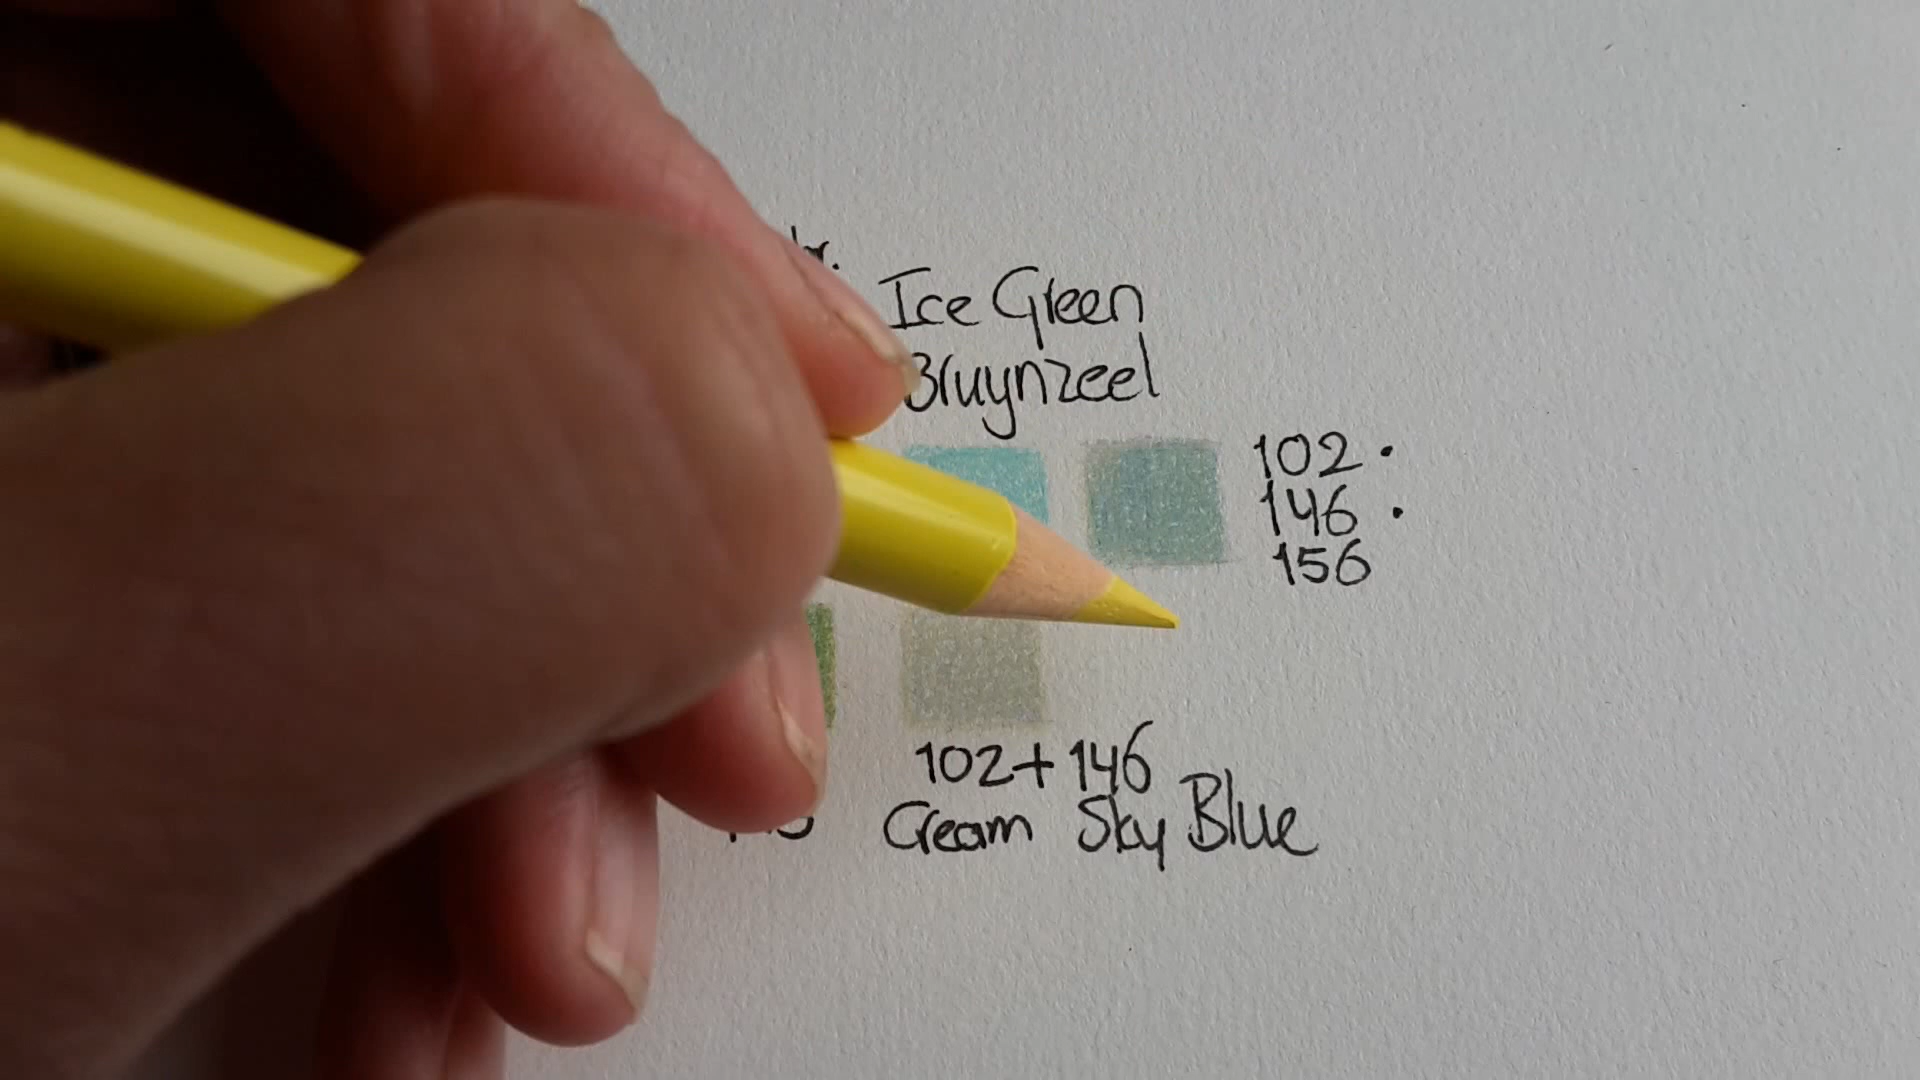 Ice Green
Bruynzeel
102 .
146 .
156
102 + 146
Cream Sky Blue